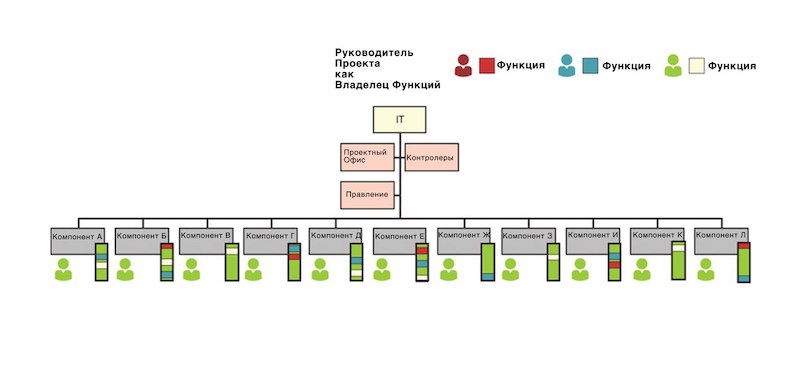 Руководитель
Проекта
как
Владелец Функций
Функция
Функция
Функция
IT
Проектный
Офис
Контролеры
Правление
Компонент А
Компонент Б
Компонент В
Компонент Г
Компонент Д
Компонент Е
Компонент Ж
Компонент З
Компонент И
Компонент К
Компонент Л